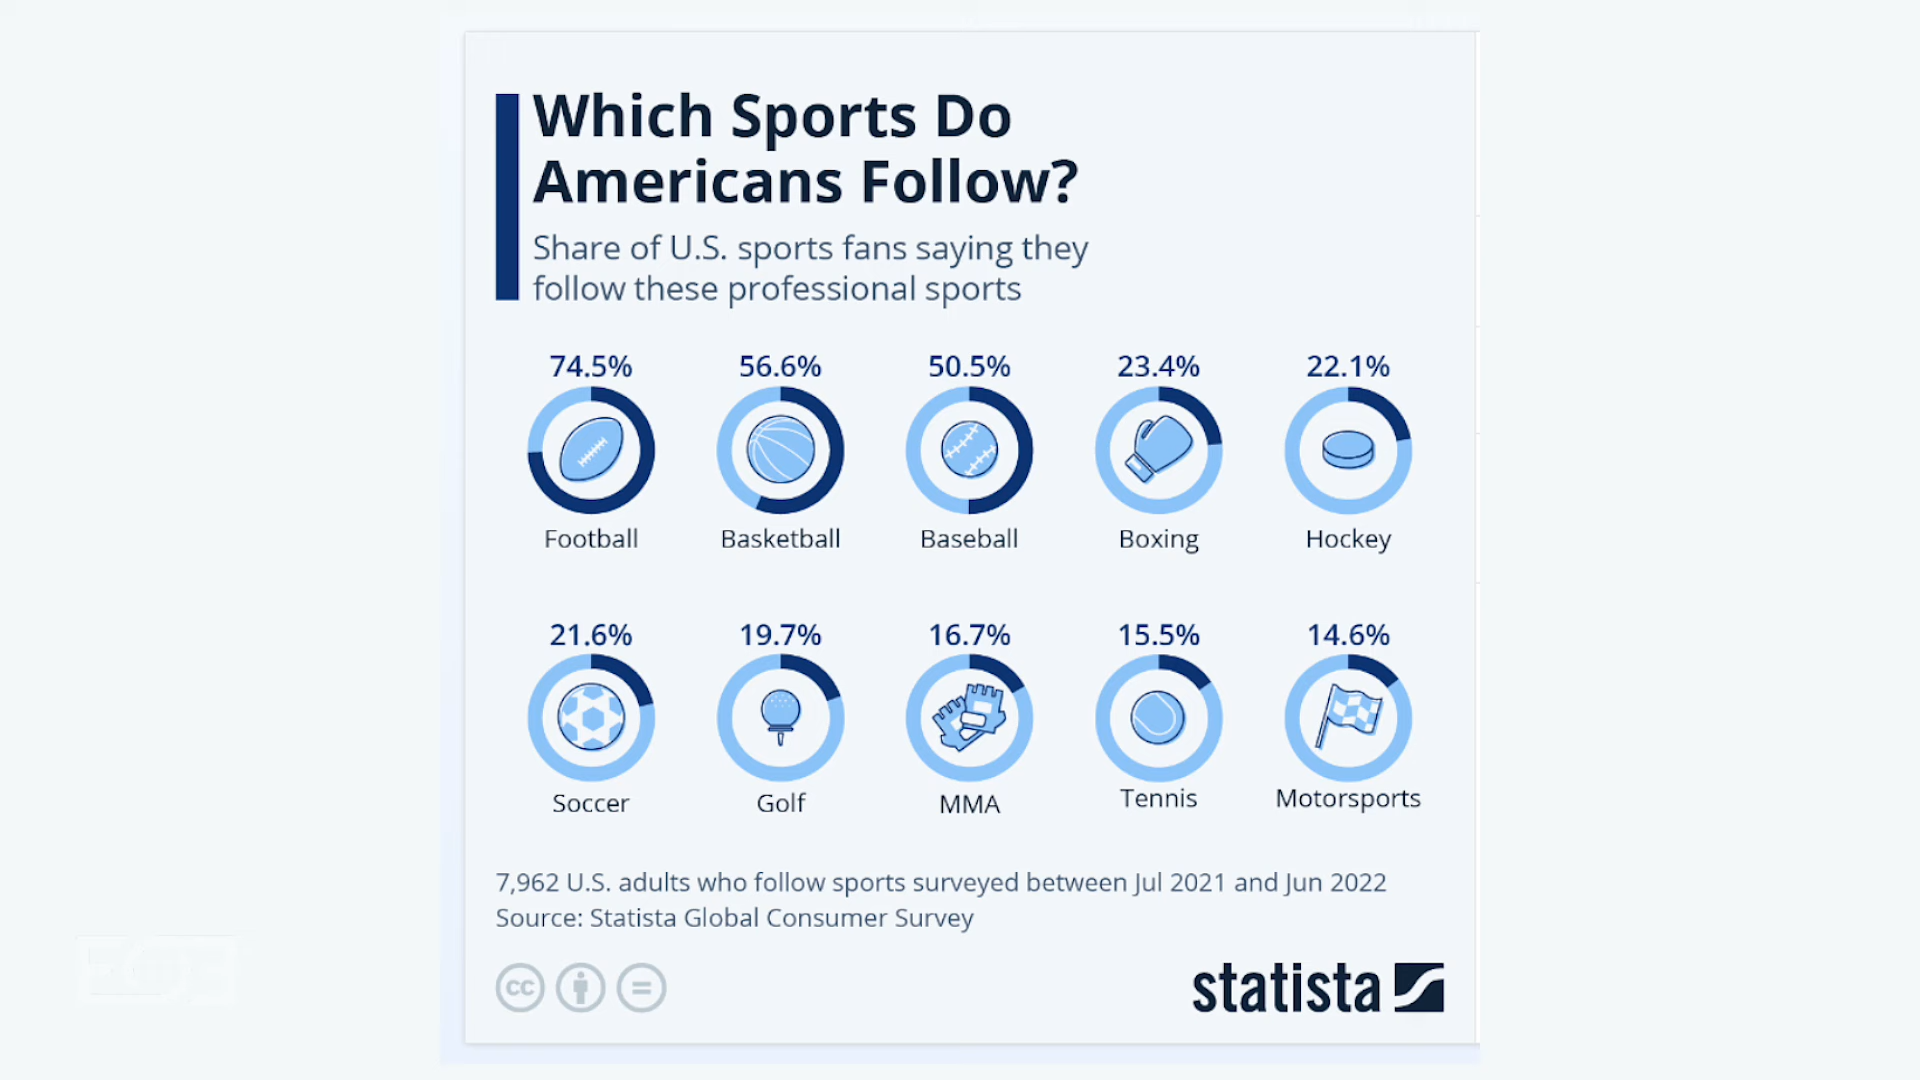 Which Sports Do
Americans Follow?
Share of U.S. sports fans saying they
follow these professional sports
74.5% 56.6% 50.5% 23.4% 22.1%
Football Basketball Baseball Boxing Hockey
21.6% 19.7% 16.7% 15.5% 14.6%
Soccer Golf MMA Tennis Motorsports
7,962 U.S. adults who follow sports surveyed between Jul 2021 and Jun 2022
Source: Statista Global Consumer Survey
cc
statista